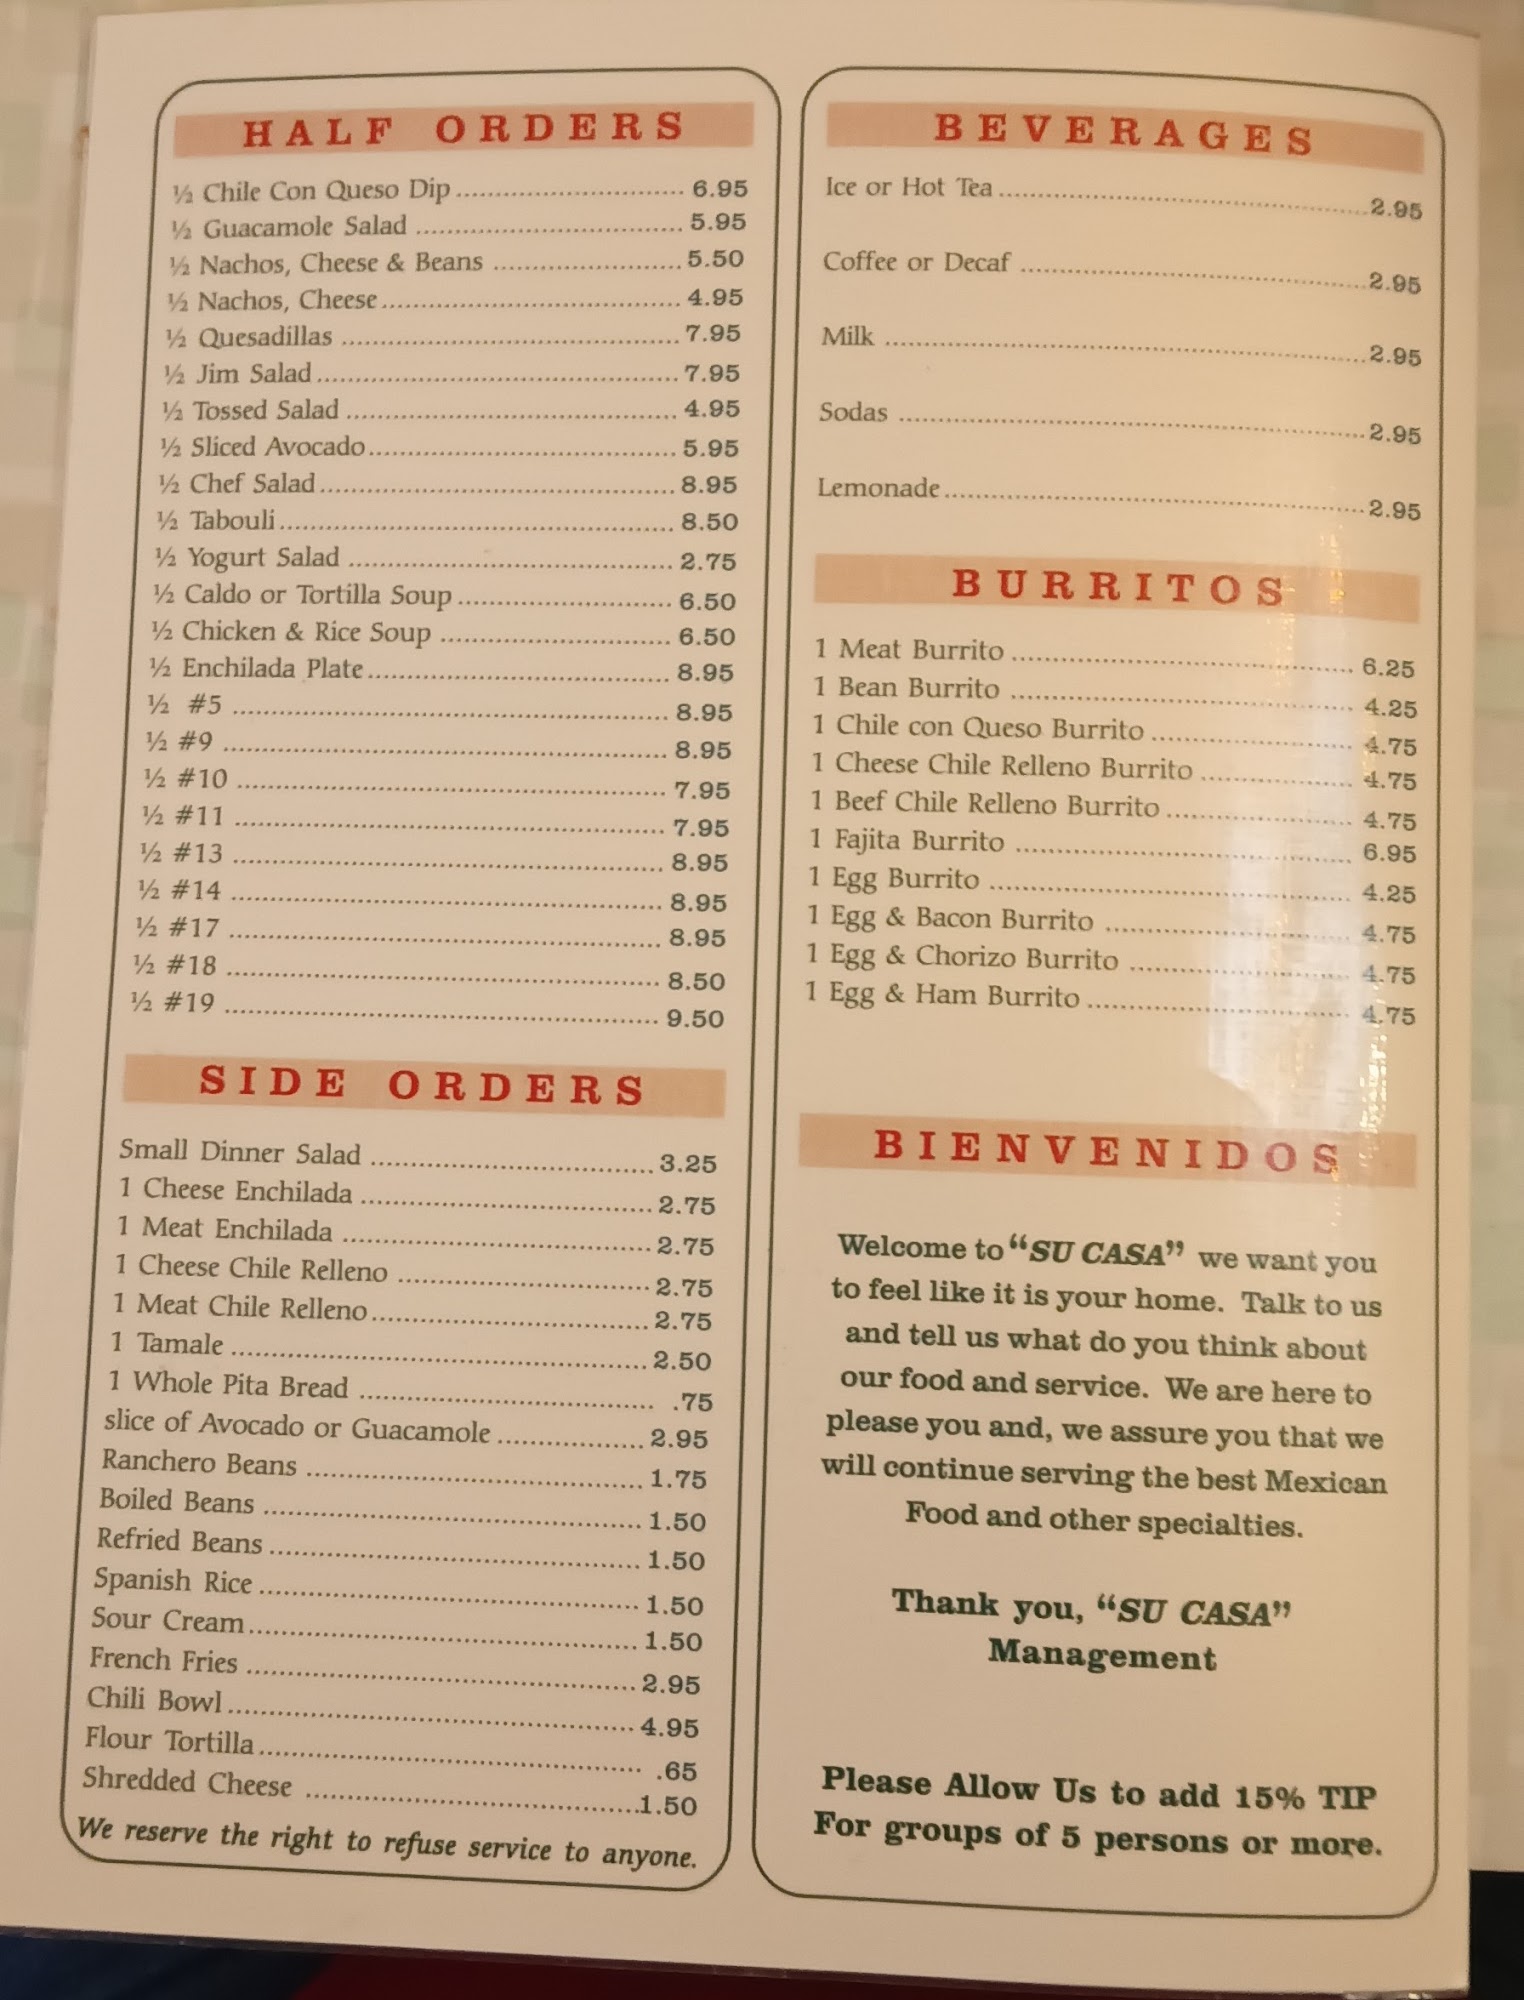 HALF ORDERS
½ Chile Con Queso Dip 6.95
½ Guacamole Salad 5.95
½ Nachos, Cheese & Beans 5.50
½ Nachos, Cheese 4.95
½ Quesadillas 7.95
½ Jim Salad 7.95
½ Tossed Salad 4.95
½ Sliced Avocado 5.95
½ Chef Salad 8.95
½ Tabouli 8.50
½ Yogurt Salad 2.75
½ Caldo or Tortilla Soup 6.50
½ Chicken & Rice Soup 6.50
½ Enchilada Plate 8.95
½ #5 8.95
½ #9 8.95
½ #10 7.95
½ #11 7.95
½ #13 8.95
½ #14 8.95
½ #17 8.95
½ #18 8.50
½ #19 9.50
SIDE ORDERS
Small Dinner Salad 3.25
1 Cheese Enchilada 2.75
1 Meat Enchilada 2.75
1 Cheese Chile Relleno 2.75
1 Meat Chile Relleno 2.75
1 Tamale 2.50
1 Whole Pita Bread .75
slice of Avocado or Guacamole 2.95
Ranchero Beans 1.75
Boiled Beans 1.50
Refried Beans 1.50
Spanish Rice 1.50
Sour Cream 1.50
French Fries 2.95
Chili Bowl 4.95
Flour Tortilla .65
Shredded Cheese 1.50
We reserve the right to refuse service to anyone.
BEVERAGES
Ice or Hot Tea 2.95
Coffee or Decaf 2.95
Milk 2.95
Sodas 2.95
Lemonade 2.95
BURRITOS
1 Meat Burrito 6.25
1 Bean Burrito 4.25
1 Chile con Queso Burrito 4.75
1 Cheese Chile Relleno Burrito 4.75
1 Beef Chile Relleno Burrito 4.75
1 Fajita Burrito 6.95
1 Egg Burrito 4.25
1 Egg & Bacon Burrito 4.75
1 Egg & Chorizo Burrito 4.75
1 Egg & Ham Burrito 4.75
BIENVENIDOS
Welcome to "SU CASA" we want you
to feel like it is your home. Talk to us
and tell us what do you think about
our food and service. We are here to
please you and, we assure you that we
will continue serving the best Mexican
Food and other specialties.
Thank you, "SU CASA"
Management
Please Allow Us to add 15% TIP
For groups of 5 persons or more.